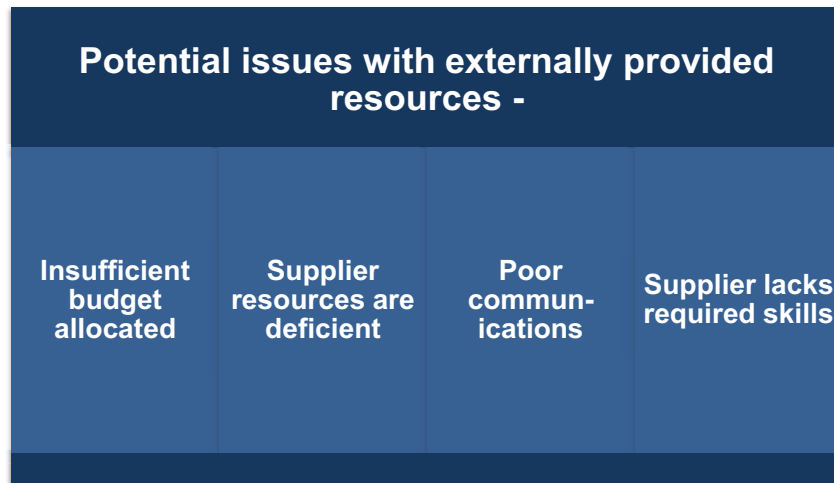 Potential issues with externally provided
resources -
Insufficient
budget
allocated
Supplier
resources are
deficient
Poor
commun-
ications
Supplier lacks
required skills